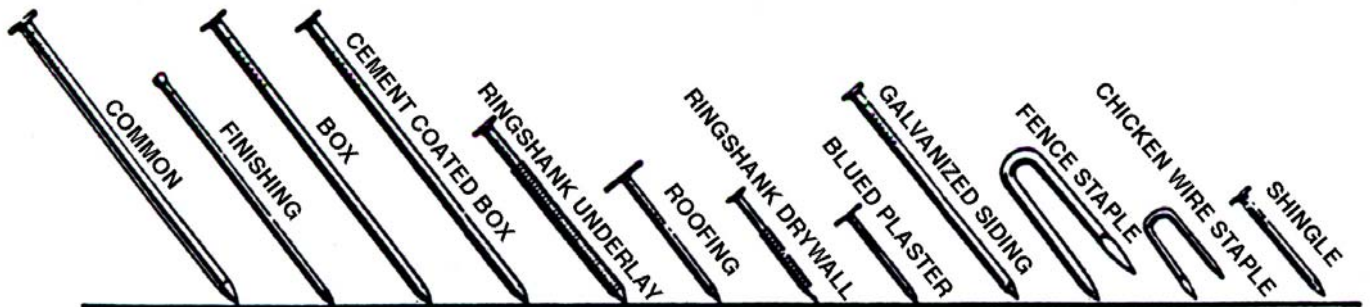 COMMON
FINISHING
BOX
CEMENT COATED BOX
RINGSHANK UNDERLAY
ROOFING
RINGSHANK DRYWALL
BLUED PLASTER
GALVANIZED SIDING
FENCE STAPLE
CHICKEN WIRE STAPLE
SHINGLE